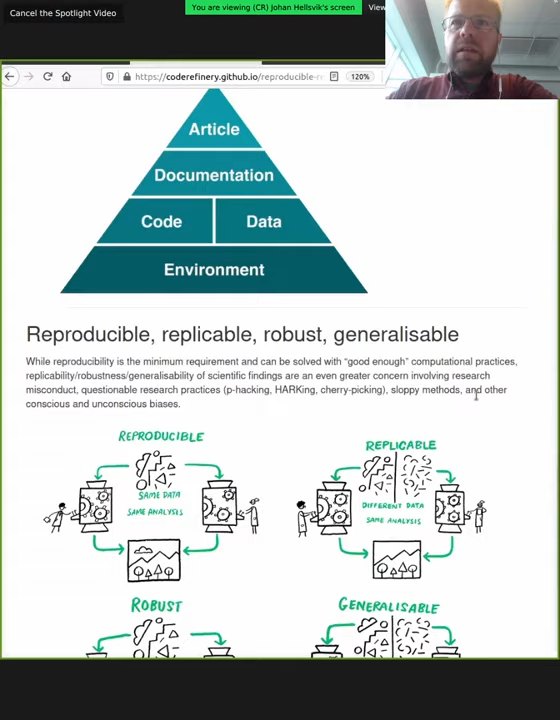 Cancel the Spotlight Video
You are viewing (CR) Johan Hellsvik's screen
View
https://coderefinery.github.io/reproducible-r
120%
Article
Documentation
Code
Data
Environment
Reproducible, replicable, robust, generalisable
While reproducibility is the minimum requirement and can be solved with “good enough” computational practices,
replicability/robustness/generalisability of scientific findings are an even greater concern involving research
misconduct, questionable research practices (p-hacking, HARKing, cherry-picking), sloppy methods, and other
conscious and unconscious biases.
REPRODUCIBLE
SAME DATA
SAME ANALYSIS
REPLICABLE
DIFFERENT DATA
SAME ANALYSIS
ROBUST
GENERALISABLE